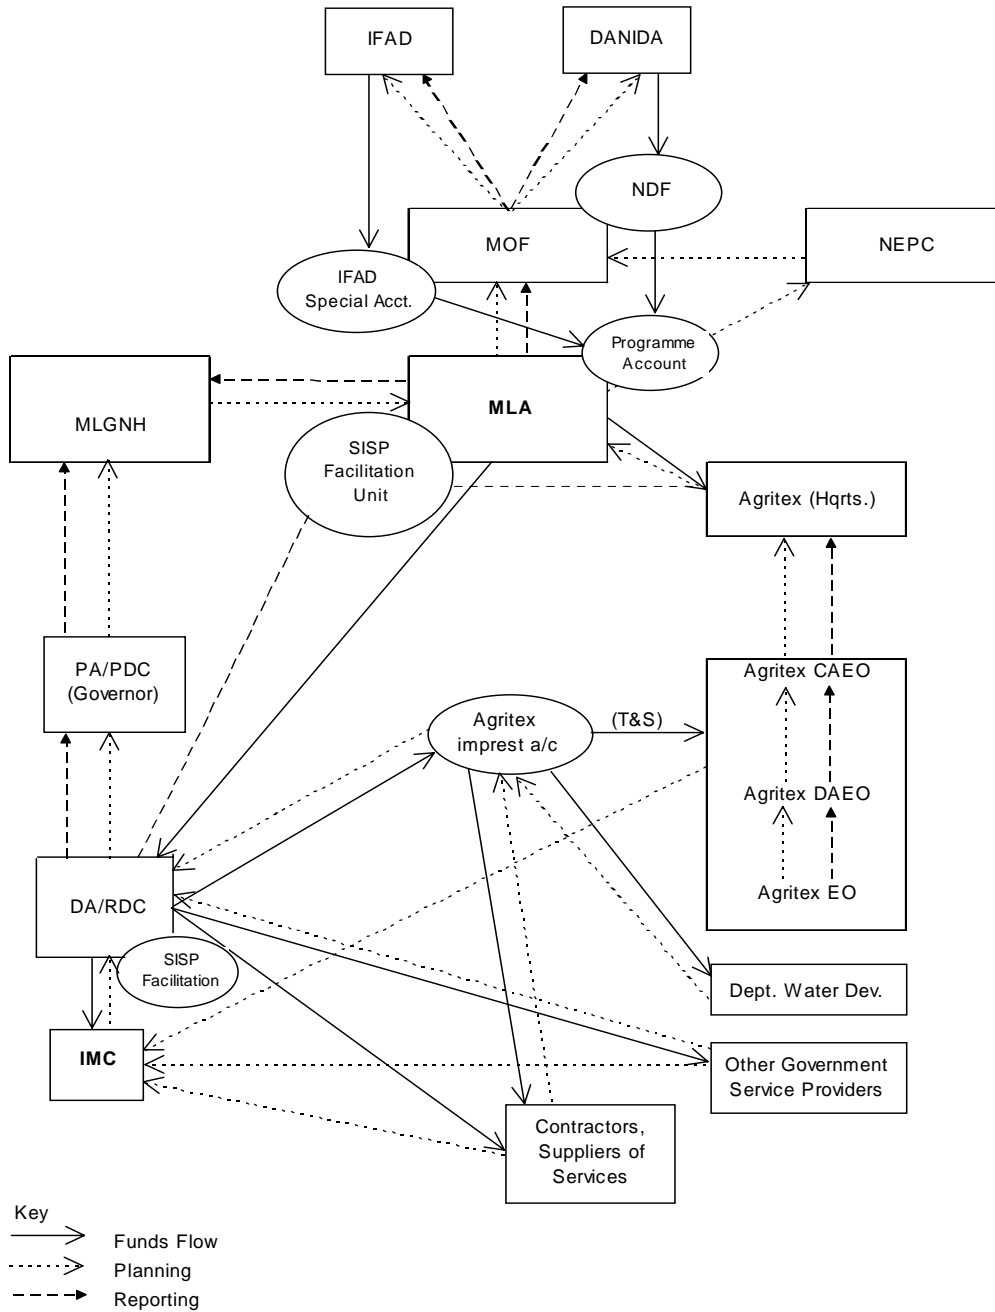 IFAD
DANIDA
NDF
MOF
NEPC
IFAD
Special Acct.
Programme
Account
MLGNH
MLA
SISP
Facilitation
Unit
Agritex (Hqrts.)
PA/PDC
(Governor)
Agritex CAEO
Agritex
imprest a/c
(T&S)
Agritex DAEO
Agritex EO
DA/RDC
SISP
Facilitation
Dept. Water Dev.
IMC
Other Government
Service Providers
Contractors,
Suppliers of
Services
Key
Funds Flow
Planning
Reporting